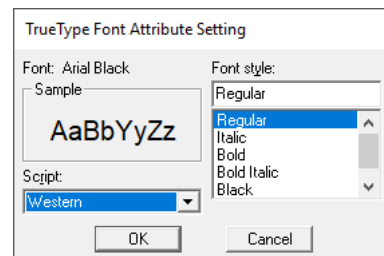 TrueType Font Attribute Setting
Font: Arial Black
Font style:
Sample
AaBbYyZz
Regular
Regular
Italic
Bold
Bold Italic
Black
Script:
Western
OK
Cancel